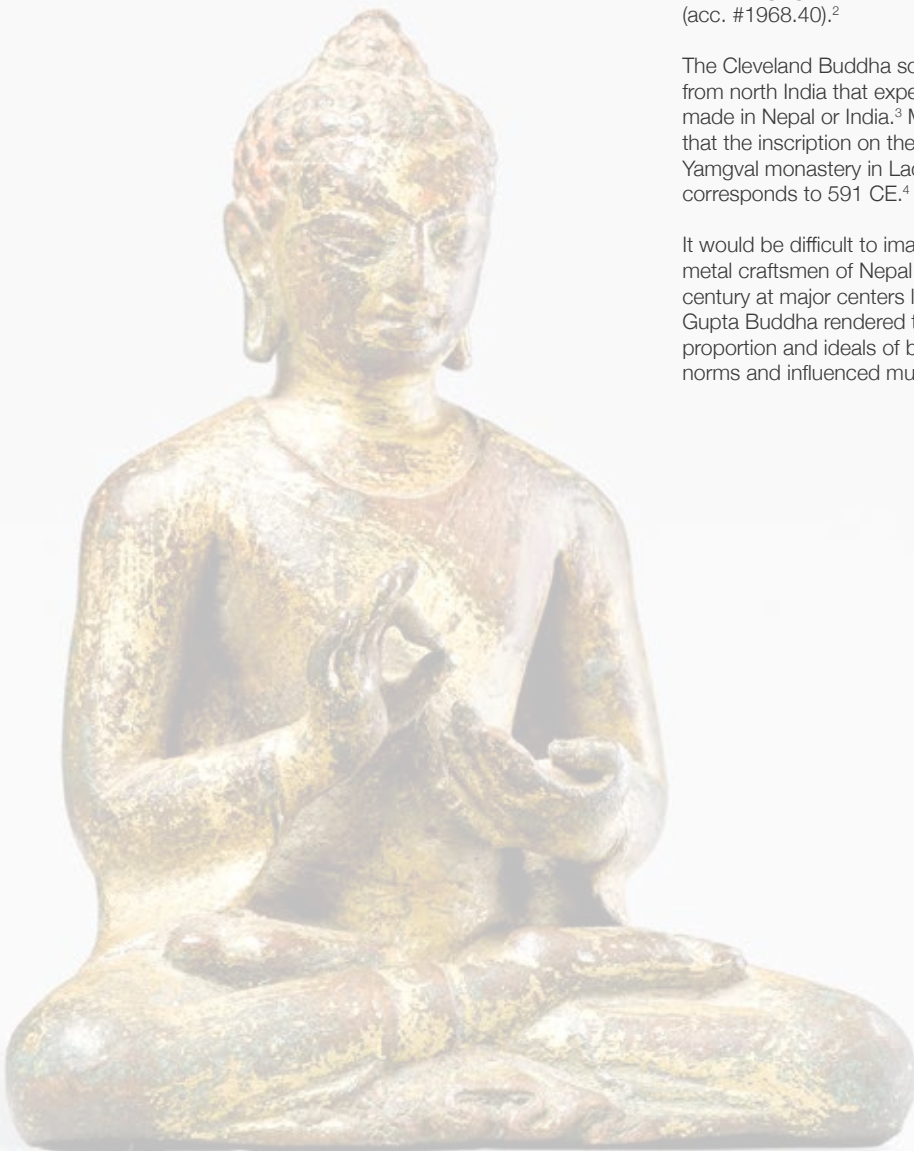 (acc. #1968.40).²
The Cleveland Buddha so
from north India that expe
made in Nepal or India.³ M
that the inscription on the
Yamgval monastery in Lad
corresponds to 591 CE.⁴
It would be difficult to ima
metal craftsmen of Nepal
century at major centers l
Gupta Buddha rendered t
proportion and ideals of b
norms and influenced mu